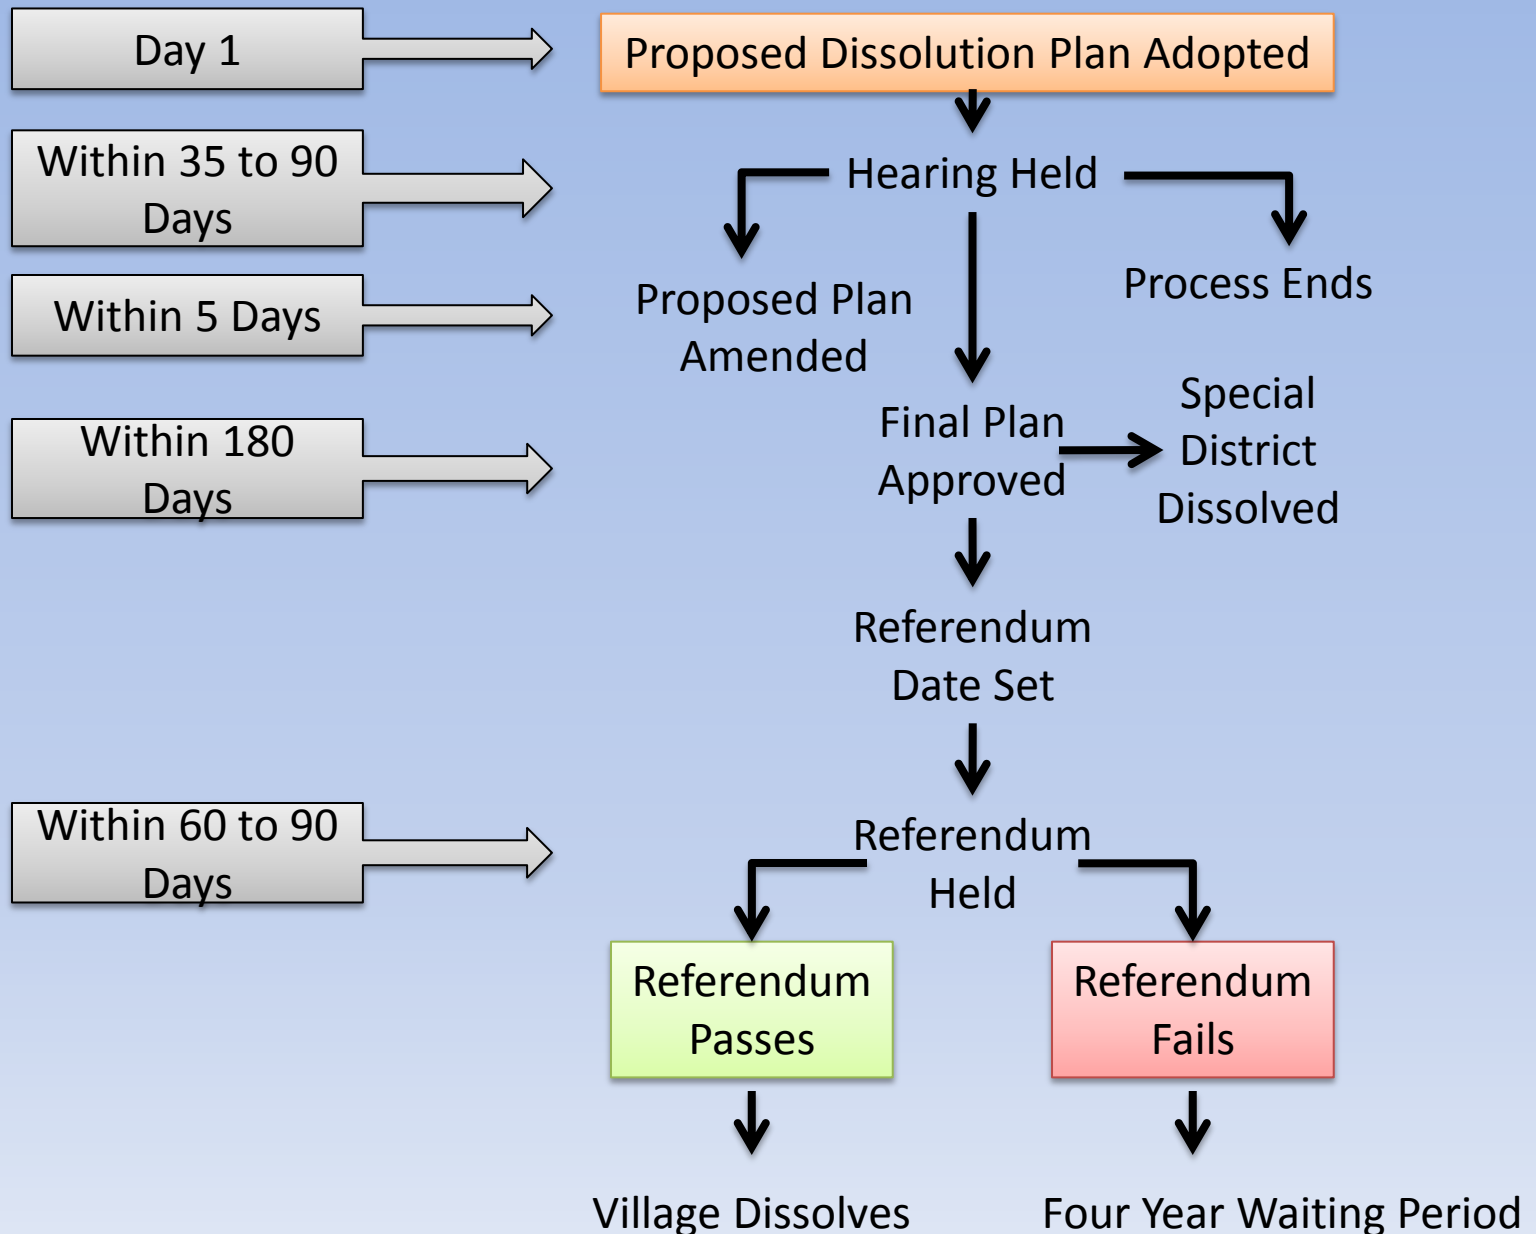 Day 1
Proposed Dissolution Plan Adopted
Within 35 to 90
Days
Hearing Held
Within 5 Days
Proposed Plan
Amended
Process Ends
Within 180
Days
Final Plan
Approved
Special
District
Dissolved
Referendum
Date Set
Within 60 to 90
Days
Referendum
Held
Referendum
Passes
Referendum
Fails
Village Dissolves
Four Year Waiting Period